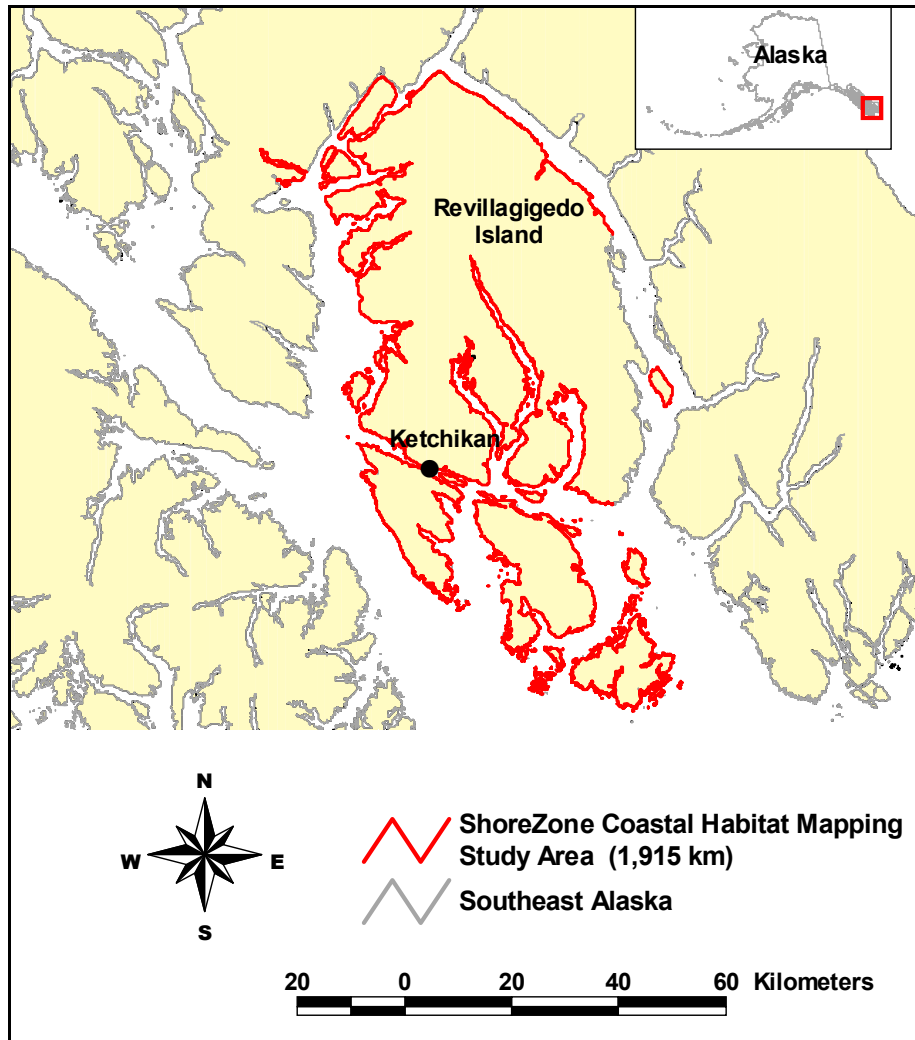 Alaska
Revillagigedo
Island
Ketchikan
N
W E
S
ShoreZone Coastal Habitat Mapping
Study Area (1,915 km)
Southeast Alaska
20 0 20 40 60 Kilometers